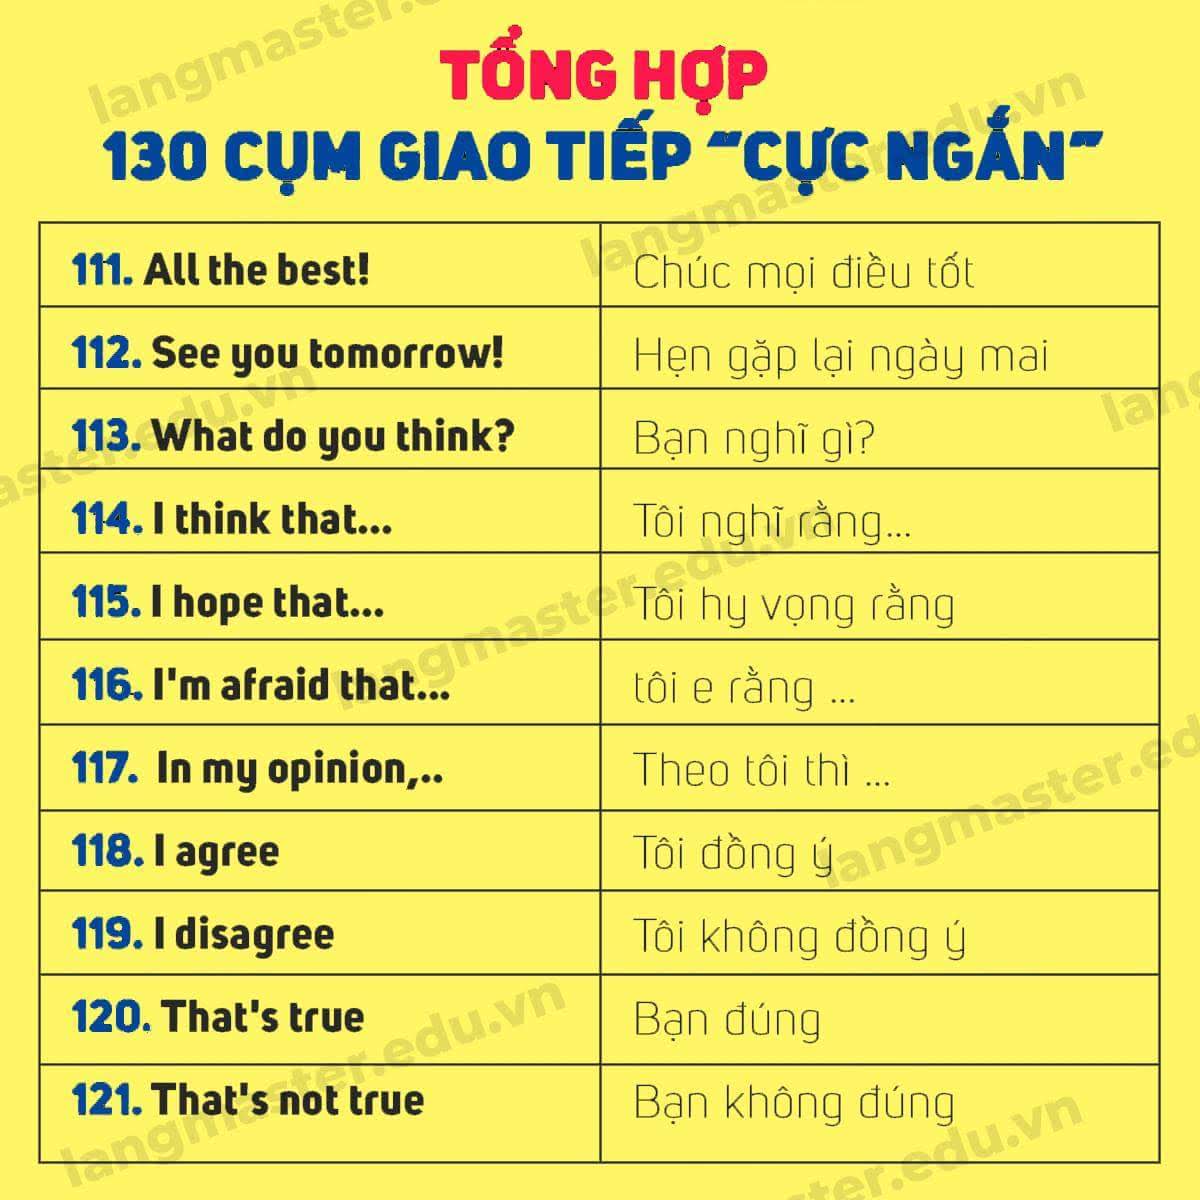 TỔNG HỢP
130 CỤM GIAO TIẾP “CỰC NGẮN”
111. All the best! Chúc mọi điều tốt
112. See you tomorrow! Hẹn gặp lại ngày mai
113. What do you think? Bạn nghĩ gì?
114. I think that... Tôi nghĩ rằng...
115. I hope that... Tôi hy vọng rằng
116. I'm afraid that... tôi e rằng ...
117. In my opinion,.. Theo tôi thì ...
118. I agree Tôi đồng ý
119. I disagree Tôi không đồng ý
120. That's true Bạn đúng
121. That's not true Bạn không đúng
langmaster.edu.vn